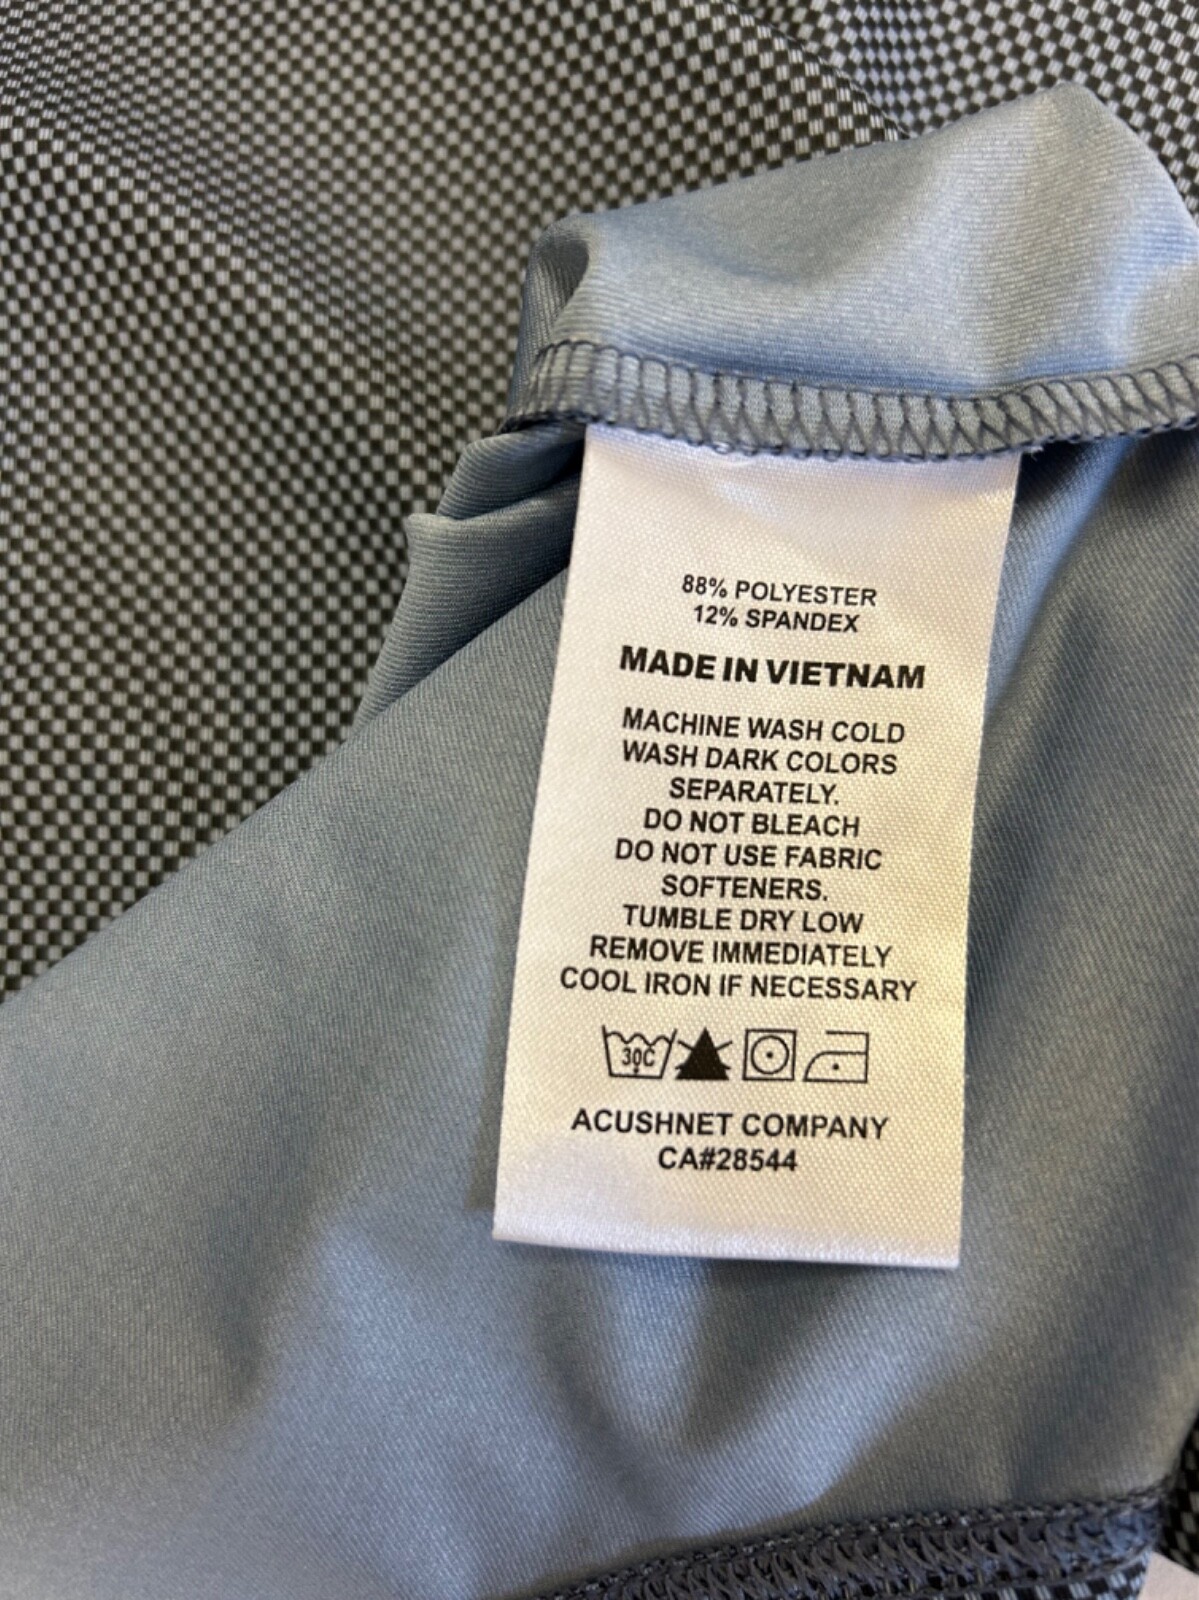 88% POLYESTER
12% SPANDEX
MADE IN VIETNAM
MACHINE WASH COLD
WASH DARK COLORS
SEPARATELY.
DO NOT BLEACH
DO NOT USE FABRIC
SOFTENERS.
TUMBLE DRY LOW
REMOVE IMMEDIATELY
COOL IRON IF NECESSARY
30C
ACUSHNET COMPANY
CA#28544